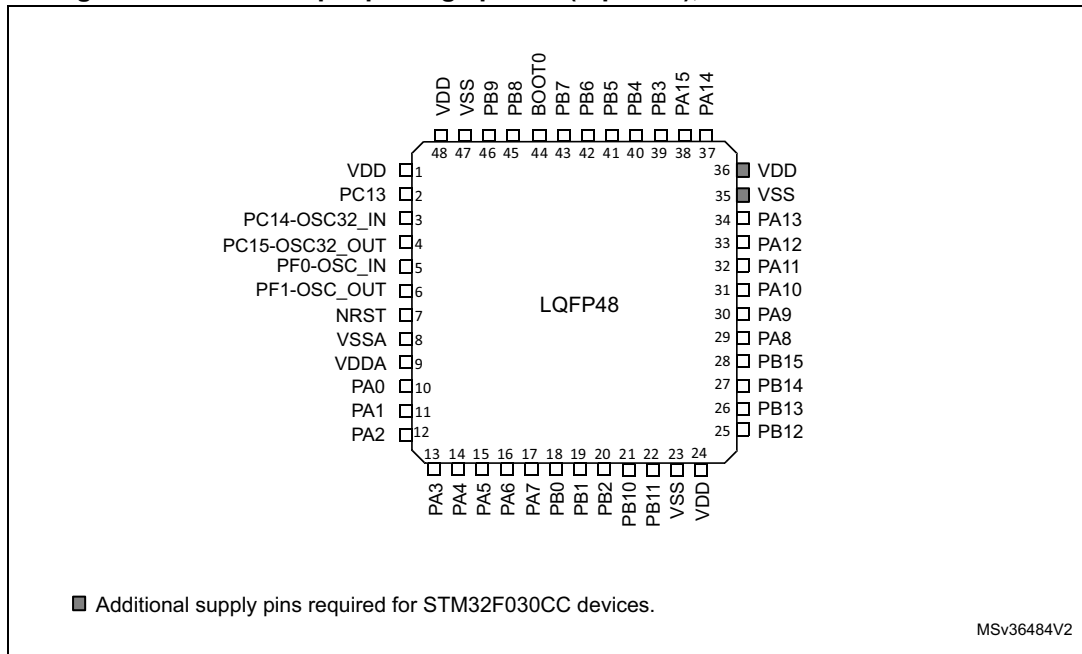 VDD
VSS
PB9
PB8
BOOT0
PB7
PB6
PB5
PB4
PB3
PA15
PA14
48 47 46 45 44 43 42 41 40 39 38 37
VDD 1
PC13 2
PC14-OSC32_IN 3
PC15-OSC32_OUT 4
PF0-OSC_IN 5
PF1-OSC_OUT 6
NRST 7
VSSA 8
VDDA 9
PA0 10
PA1 11
PA2 12
LQFP48
36 VDD
35 VSS
34 PA13
33 PA12
32 PA11
31 PA10
30 PA9
29 PA8
28 PB15
27 PB14
26 PB13
25 PB12
13 14 15 16 17 18 19 20 21 22 23 24
PA3
PA4
PA5
PA6
PA7
PB0
PB1
PB2
PB10
PB11
VSS
VDD
Additional supply pins required for STM32F030CC devices.
MSv36484V2